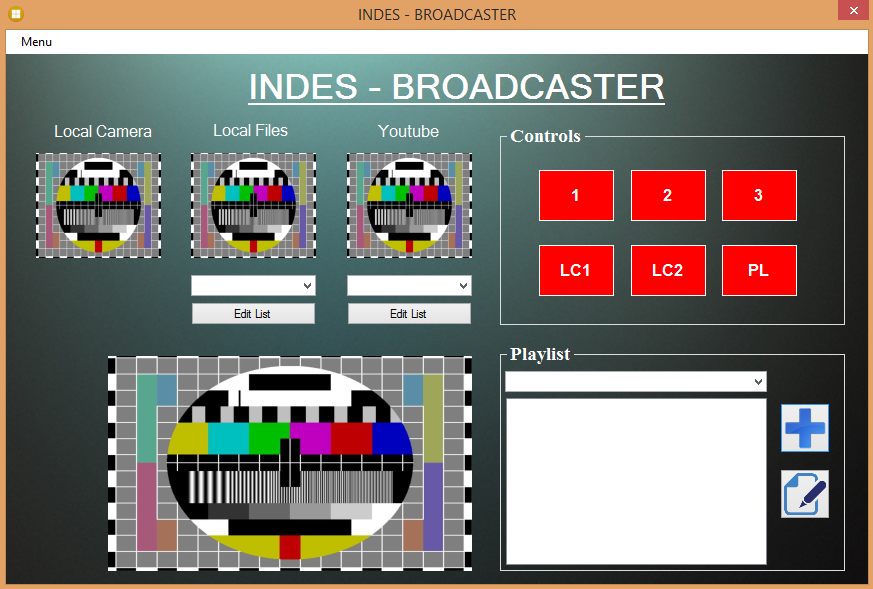 INDES - BROADCASTER
Menu
INDES - BROADCASTER
Local Camera
Local Files
Youtube
Edit List
Edit List
Controls
1
2
3
LC1
LC2
PL
Playlist